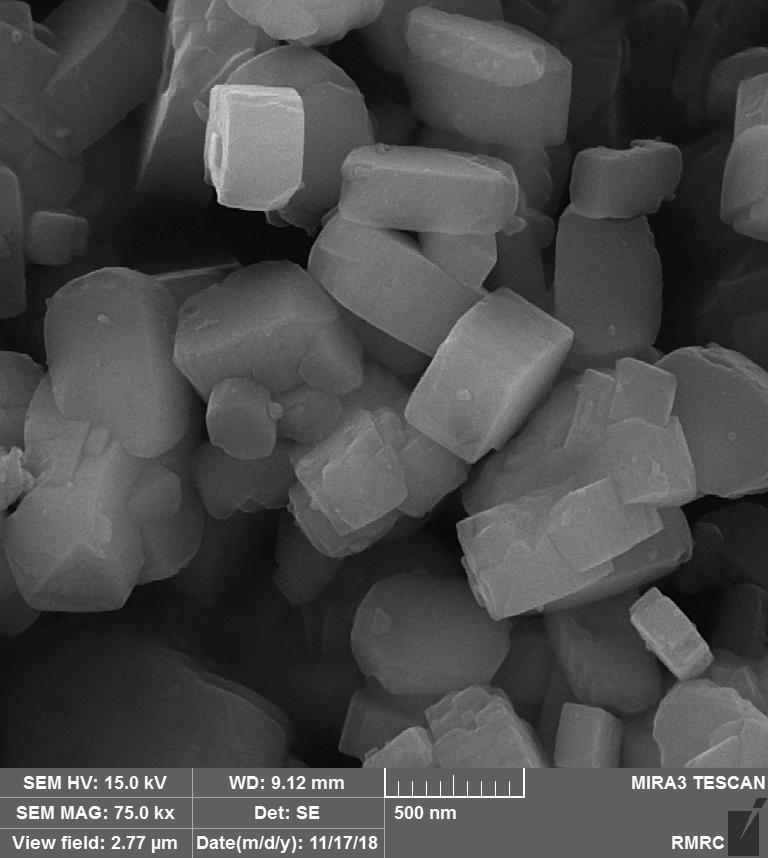 SEM HV: 15.0 kV
WD: 9.12 mm
MIRA3 TESCAN
SEM MAG: 75.0 kx
Det: SE
500 nm
View field: 2.77 µm
Date(m/d/y): 11/17/18
RMRC